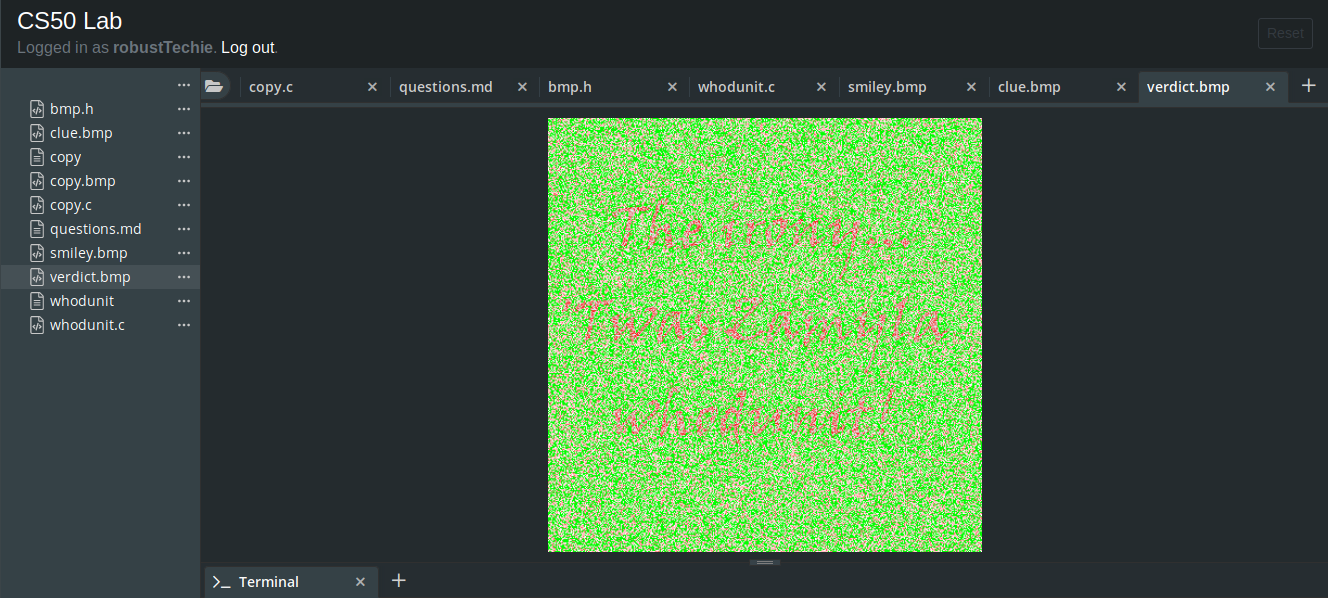 CS50 Lab
Logged in as robustTechie. Log out.
Reset
copy.c
questions.md
bmp.h
whodunit.c
smiley.bmp
clue.bmp
verdict.bmp
bmp.h
clue.bmp
copy
copy.bmp
copy.c
questions.md
smiley.bmp
verdict.bmp
whodunit
whodunit.c
The
'Twas Zamyla
whodunit!
Terminal